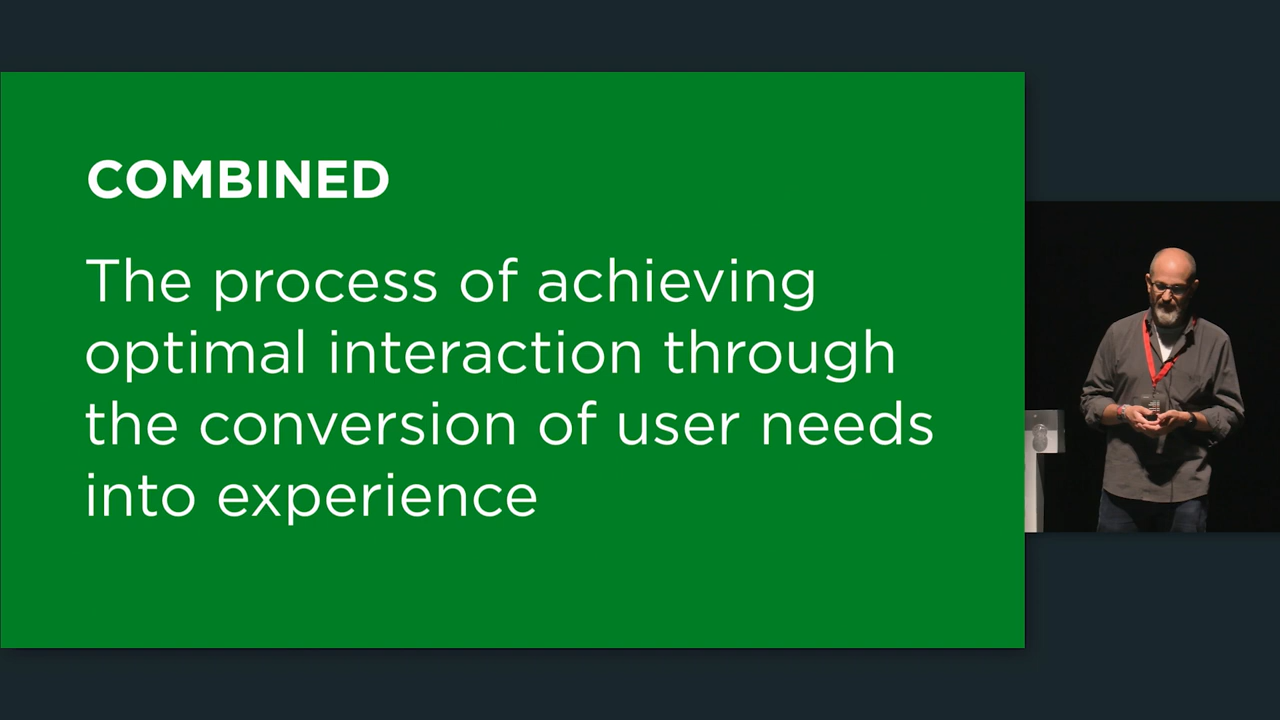 COMBINED
The process of achieving
optimal interaction through
the conversion of user needs
into experience